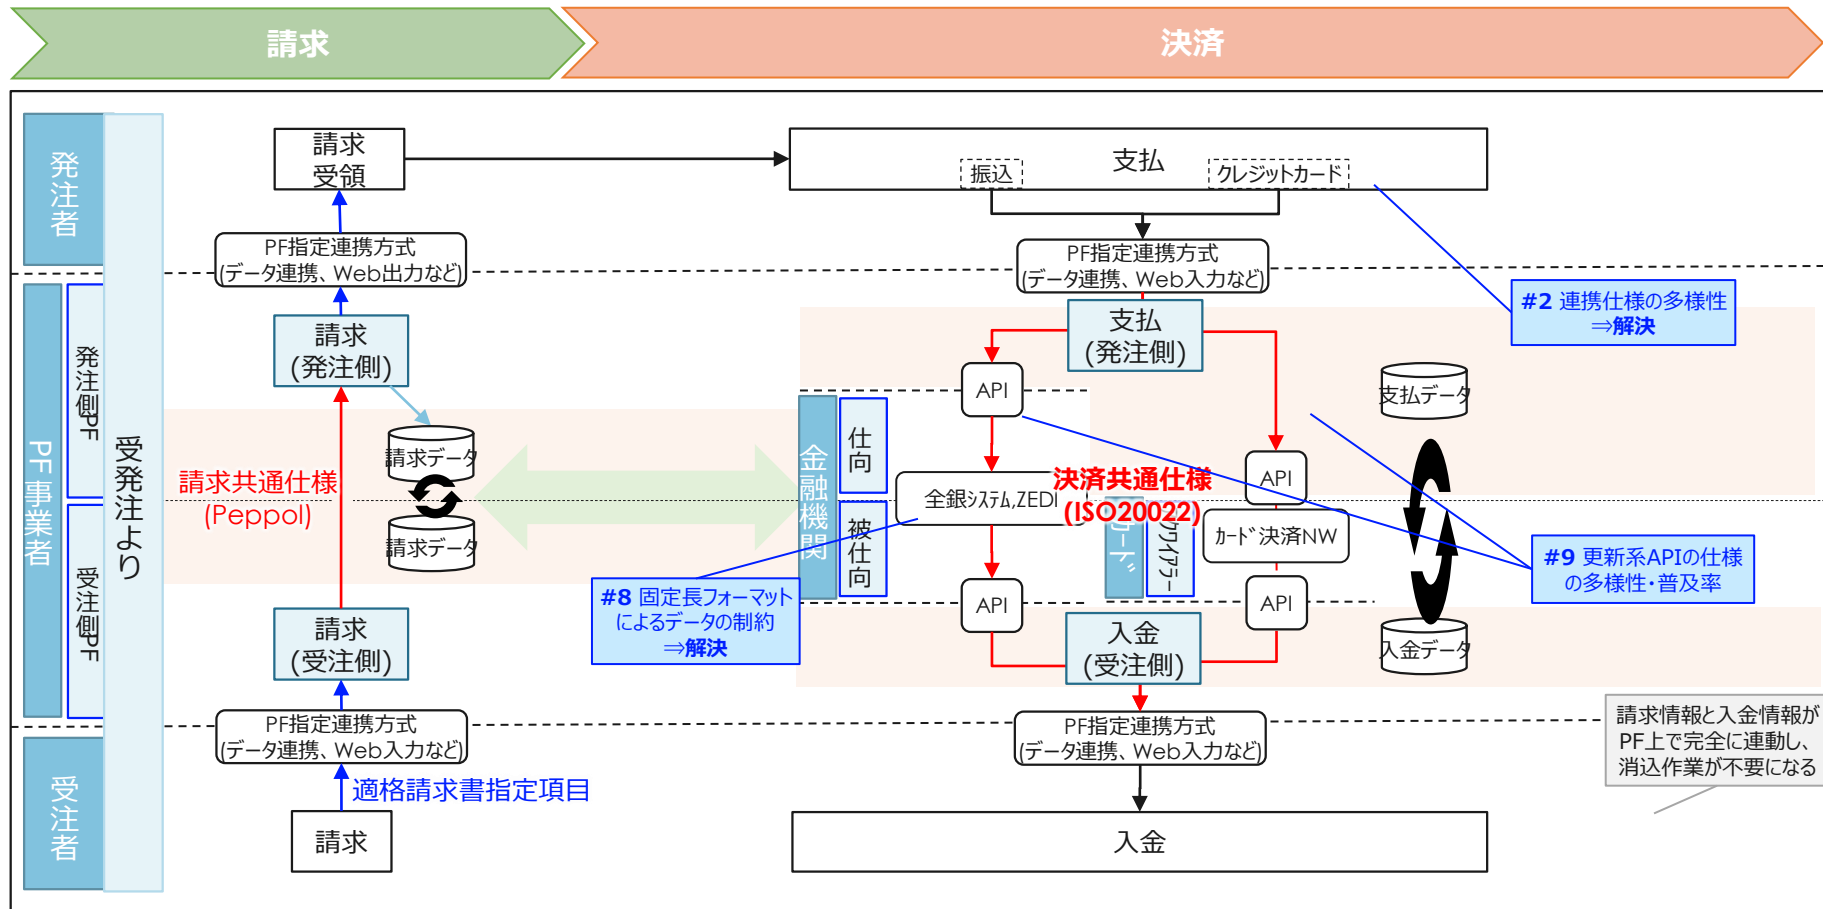 請求
決済
発注者
受発注より
請求
受領
支払
振込
クレジットカード
PF指定連携方式
(データ連携、Web出力など)
PF指定連携方式
(データ連携、Web入力など)
#2 連携仕様の多様性
⇒解決
PF事業者
発注側PF
請求
(発注側)
支払
(発注側)
API
支払データ
請求データ
請求共通仕様
(Peppol)
金融機関
仕向
全銀システム,ZEDI
決済共通仕様
(ISO20022)
API
カード決済NW
請求データ
被仕向
カード
クワイアラー
#9 更新系APIの仕様
の多様性・普及率
受注側PF
#8 固定長フォーマット
によるデータの制約
⇒解決
API
API
請求
(受注側)
入金
(受注側)
入金データ
PF指定連携方式
(データ連携、Web入力など)
PF指定連携方式
(データ連携、Web入力など)
請求情報と入金情報が
PF上で完全に連動し、
消込作業が不要になる
受注者
適格請求書指定項目
請求
入金